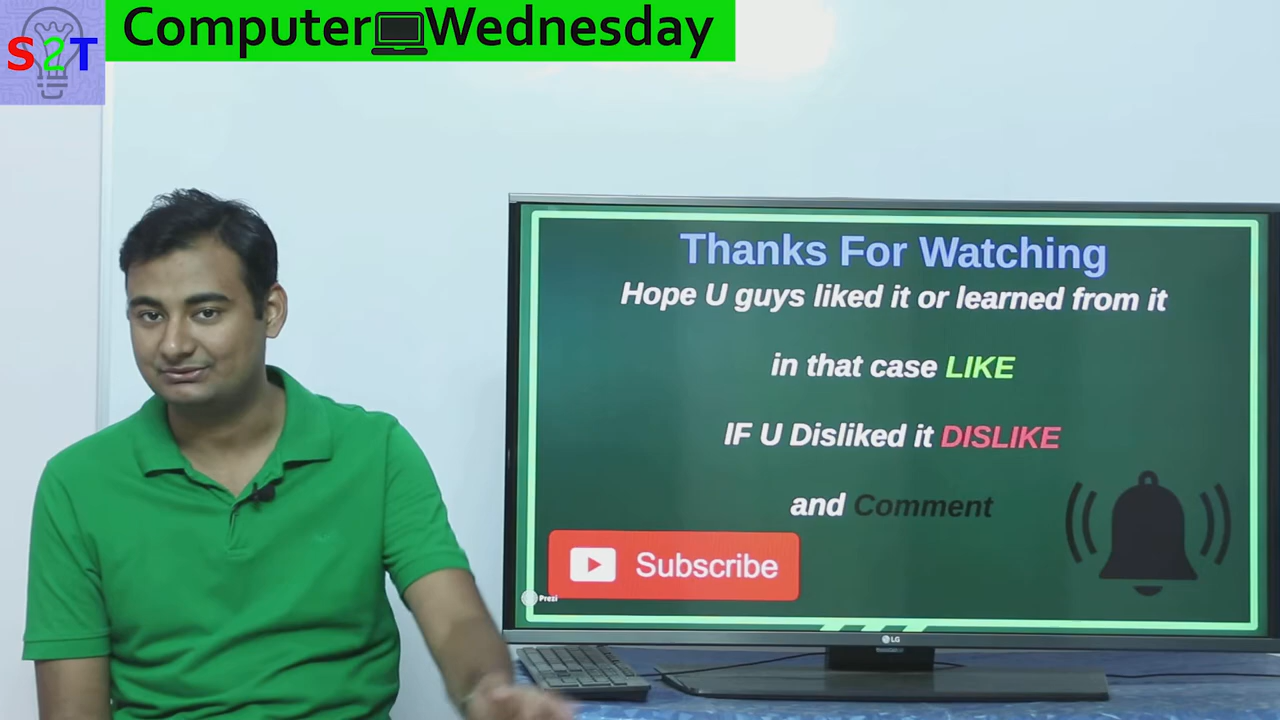 S2T
Computer Wednesday
Thanks For Watching
Hope U guys liked it or learned from it
in that case LIKE
IF U Disliked it DISLIKE
and Comment
Subscribe
Prezi
LG